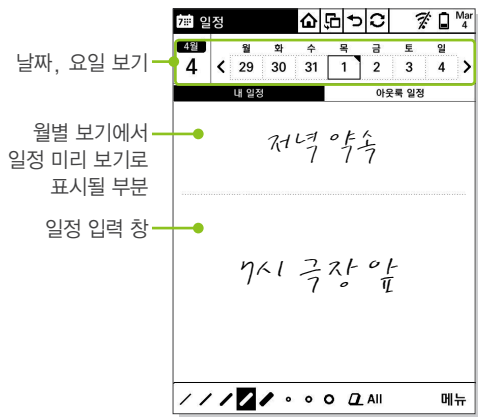 7日 일정
Mar 4
날짜, 요일 보기
4월
4
월 화 수 목 금 토 일
29 30 31 1 2 3 4
내 일정 아웃룩 일정
월별 보기에서
일정 미리 보기로
표시될 부분
저녁 약속
일정 입력 창
7시 극장 앞
All 메뉴